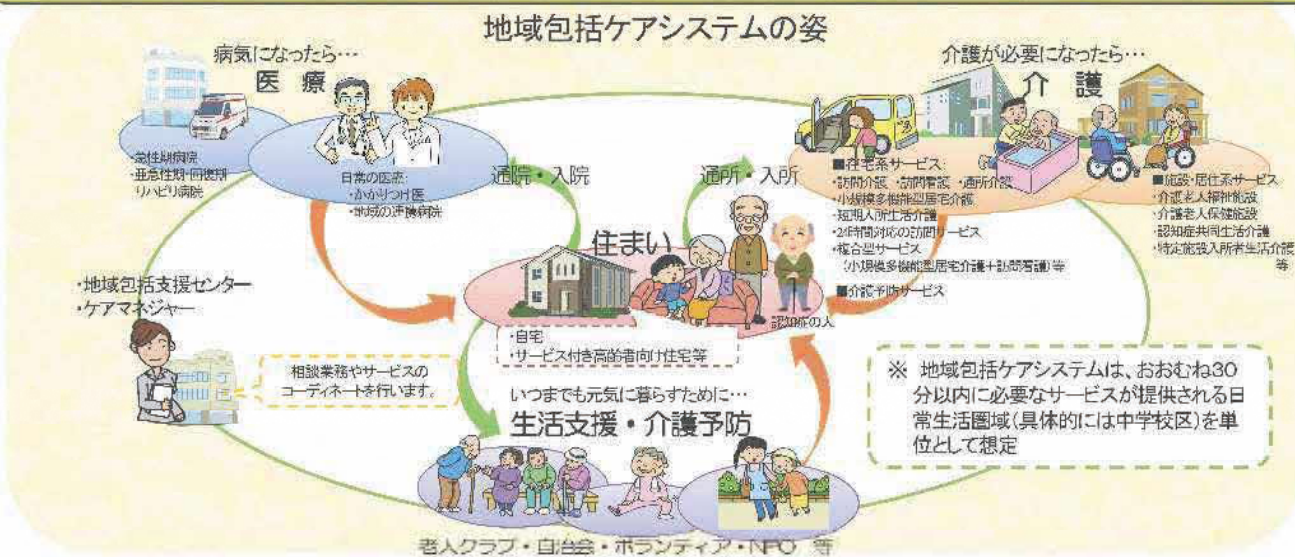 地域包括ケアシステムの姿
病気になったら…
医 療
・急性期病院
・亜急性期・回復期
リハビリ病院
日常の医療:
・かかりつけ医
・地域の連携病院
通院・入院
通所・入所
介護が必要になったら…
介 護
■在宅系サービス:
・訪問介護 ・訪問看護 ・通所介護
・小規模多機能型居宅介護
・短期入所生活介護
・24時間対応の訪問サービス
・複合型サービス
(小規模多機能型居宅介護+訪問看護)等
■介護予防サービス
■施設・居住系サービス
・介護老人福祉施設
・介護老人保健施設
・認知症共同生活介護
・特定施設入所者生活介護
等
住まい
認知症の人
・自宅
・サービス付き高齢者向け住宅等
・地域包括支援センター
・ケアマネジャー
相談業務やサービスの
コーディネートを行います。
いつまでも元気に暮らすために…
生活支援・介護予防
老人クラブ・自治会・ボランティア・NPO 等
※ 地域包括ケアシステムは、おおむね30
分以内に必要なサービスが提供される日
常生活圏域(具体的には中学校区)を単
位として想定